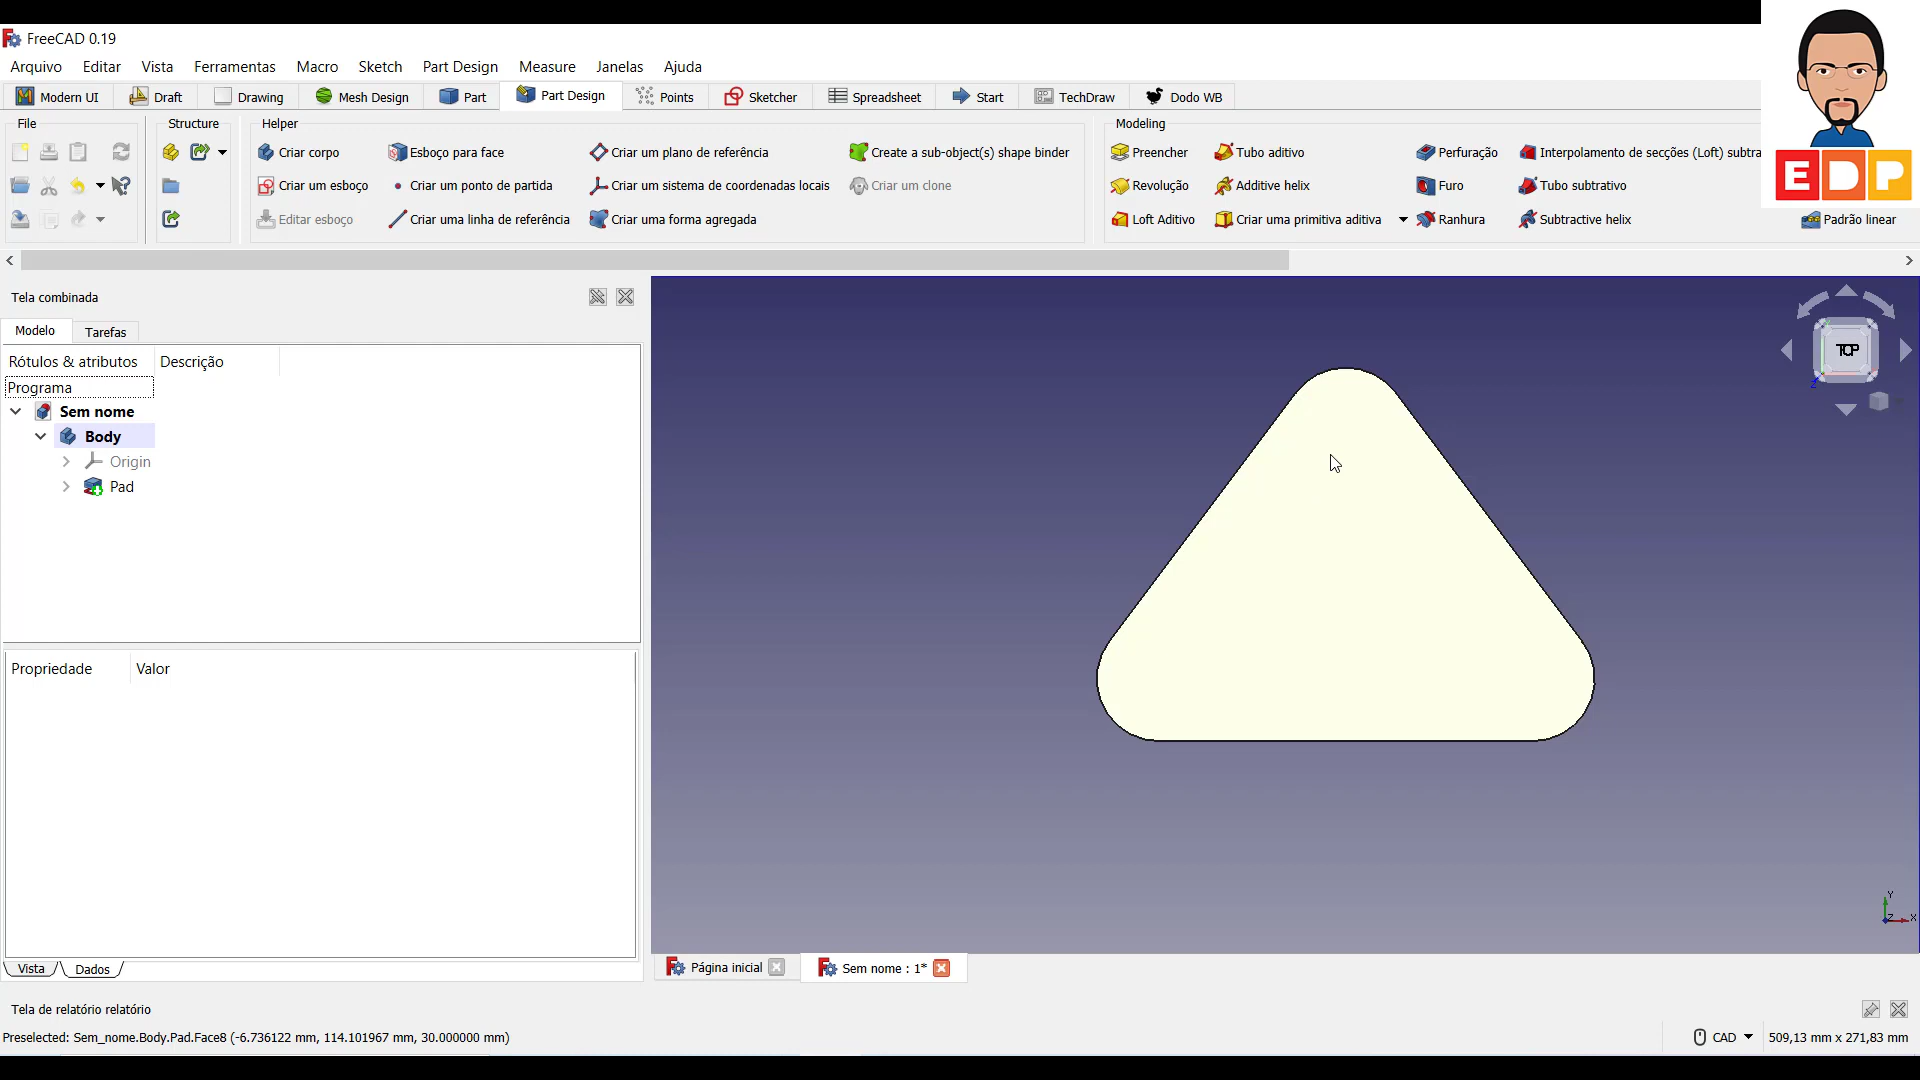 FreeCAD 0.19
Arquivo Editar Vista Ferramentas Macro Sketch Part Design Measure Janelas Ajuda
Modern UI Draft Drawing Mesh Design Part Part Design Points Sketcher Spreadsheet Start TechDraw Dodo WB
File Structure Helper Modeling
Criar corpo Esboço para face Criar um plano de referência Create a sub-object(s) shape binder Preencher Tubo aditivo Perfuração Interpolamento de secções (Loft) subtra
Criar um esboço Criar um ponto de partida Criar um sistema de coordenadas locais Criar um clone Revolução Additive helix Furo Tubo subtrativo
Editar esboço Criar uma linha de referência Criar uma forma agregada Loft Aditivo Criar uma primitiva aditiva Ranhura Subtractive helix Padrão linear
EDP
Tela combinada
Modelo Tarefas
Rótulos & atributos Descrição
Programa
Sem nome
Body
Origin
Pad
TOP
Z
Propriedade Valor
Y
Z X
Vista Dados
Página inicial Sem nome : 1*
Tela de relatório relatório
Preselected: Sem_nome.Body.Pad.Face8 (-6.736122 mm, 114.101967 mm, 30.000000 mm) CAD 509,13 mm x 271,83 mm